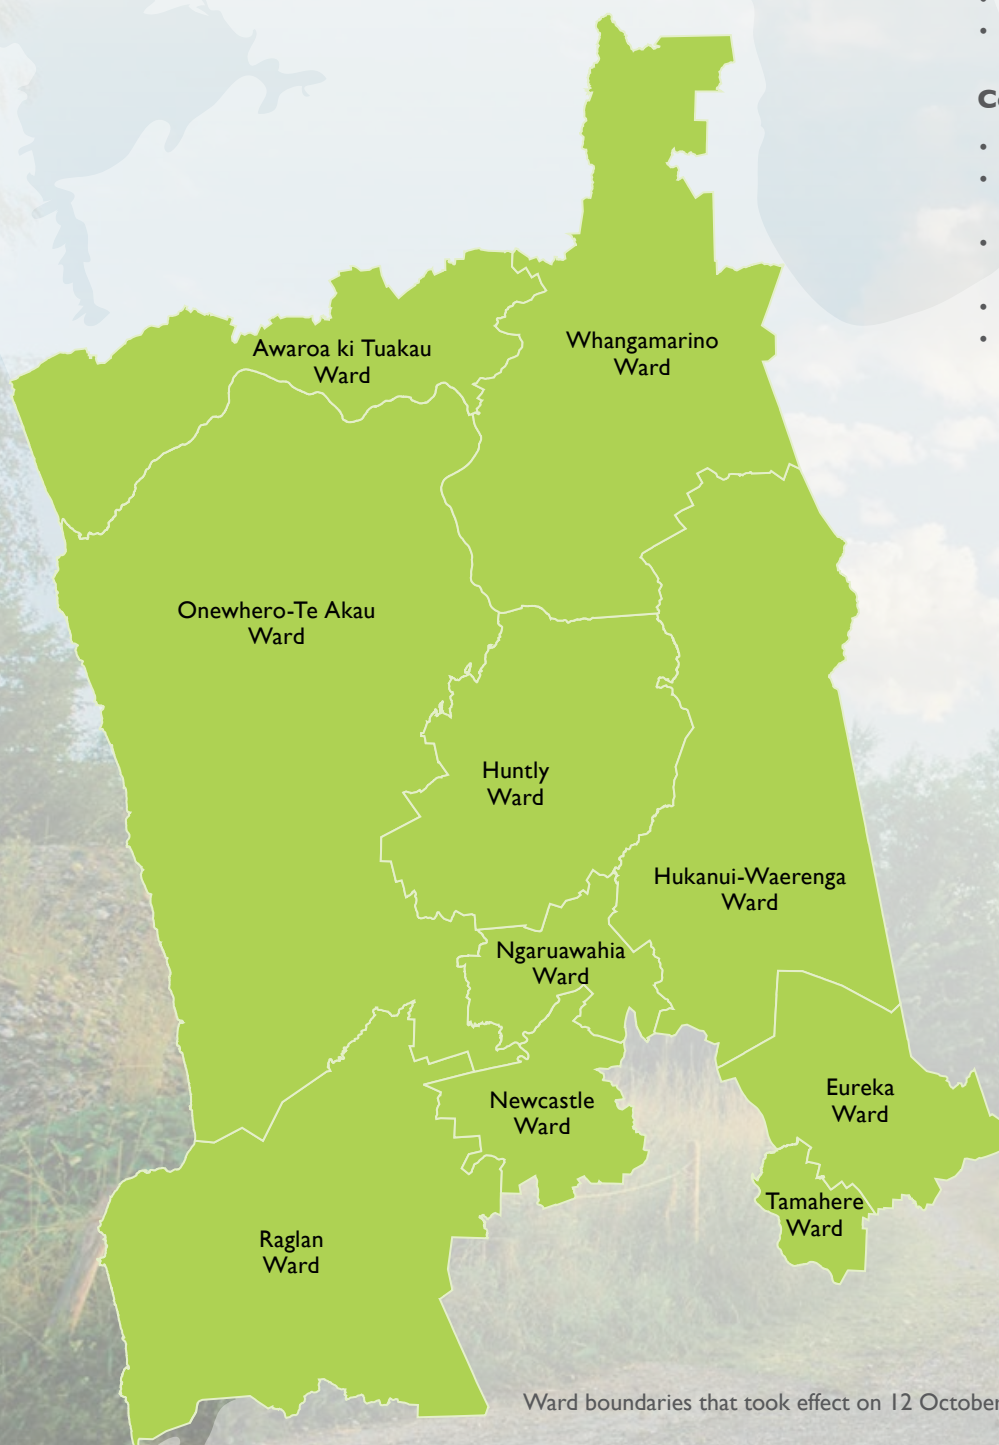 Awaroa ki Tuakau
Ward
Whangamarino
Ward
Onewhero-Te Akau
Ward
Huntly
Ward
Hukanui-Waerenga
Ward
Ngaruawahia
Ward
Newcastle
Ward
Eureka
Ward
Tamahere
Ward
Raglan
Ward
Ward boundaries that took effect on 12 October